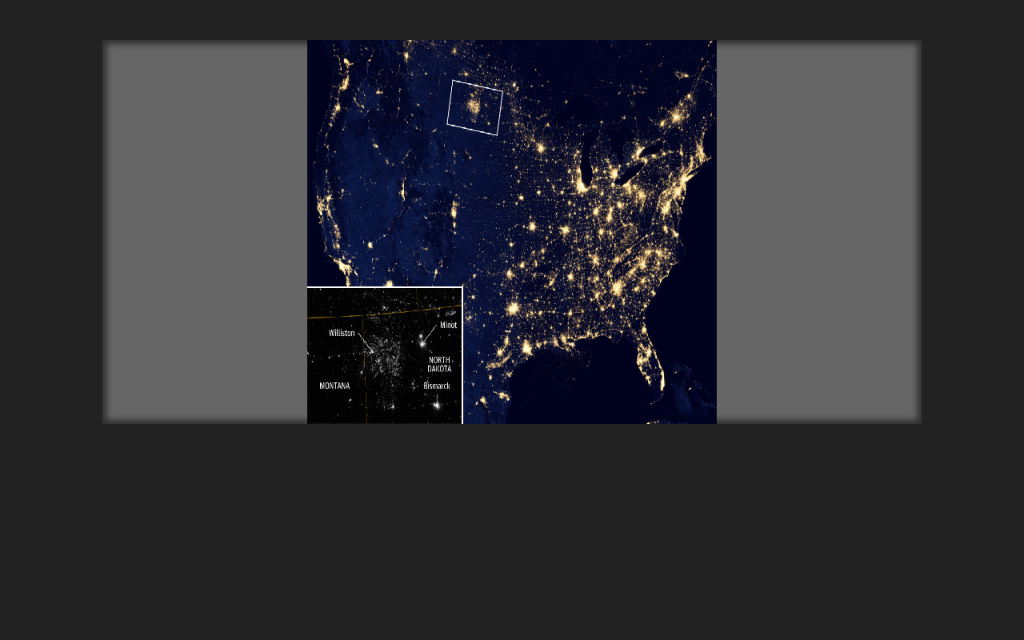 Williston
Minot
NORTH
DAKOTA
MONTANA
Bismarck